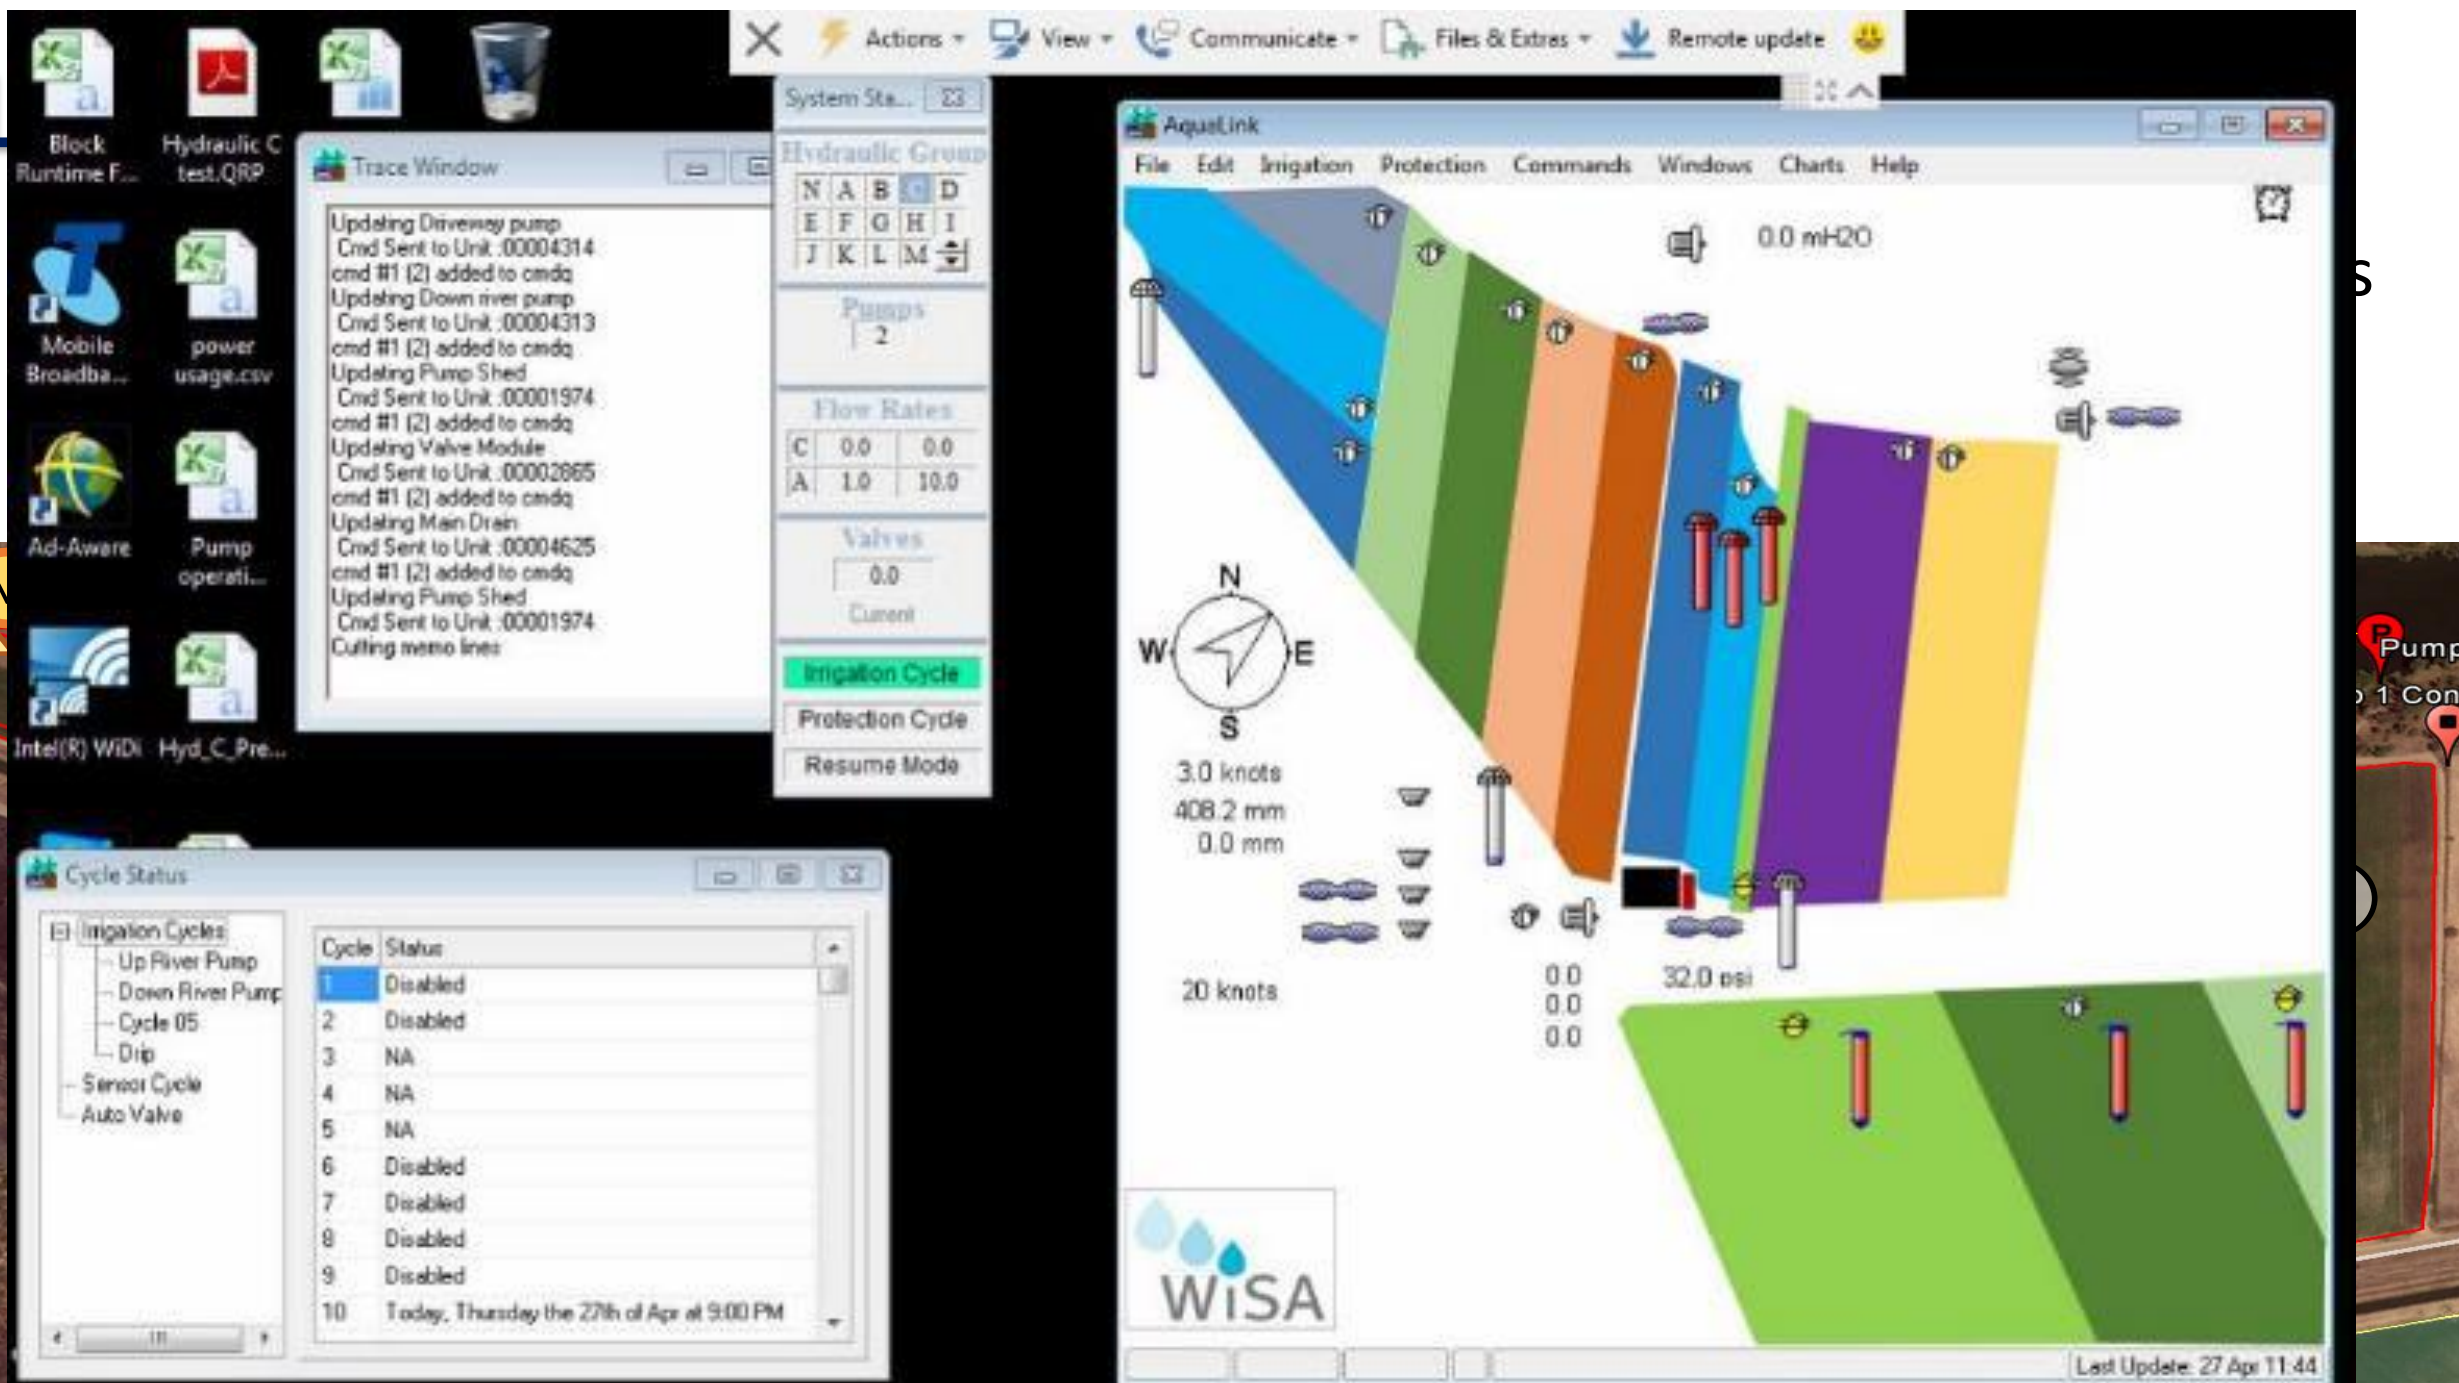 Actions
View
Communicate
Files & Extras
Remote update
Block
Runtime F...
Hydraulic C
test.QRP
Mobile
Broadba...
power
usage.csv
Ad-Aware
Pump
operati...
Intel(R) WiDi
Hyd_C_Pre...
Trace Window
Updating Driveway pump
Cmd Sent to Unit :00004314
cmd #1 (2) added to cmdq
Updating Down river pump
Cmd Sent to Unit :00004313
cmd #1 (2) added to cmdq
Updating Pump Shed
Cmd Sent to Unit :00001974
cmd #1 (2) added to cmdq
Updating Valve Module
Cmd Sent to Unit :00002865
cmd #1 (2) added to cmdq
Updating Main Drain
Cmd Sent to Unit :00004625
cmd #1 (2) added to cmdq
Updating Pump Shed
Cmd Sent to Unit :00001974
Cutting memo lines
System Sta...
Hydraulic Group
N A B C D
E F G H I
J K L M
Pumps
2
Flow Rates
C 0.0 0.0
A 1.0 10.0
Valves
0.0
Current
Irrigation Cycle
Protection Cycle
Resume Mode
Cycle Status
Irrigation Cycles
Up River Pump
Down River Pump
Cycle 05
Drip
Sensor Cycle
Auto Valve
Cycle Status
1 Disabled
2 Disabled
3 NA
4 NA
5 NA
6 Disabled
7 Disabled
8 Disabled
9 Disabled
10 Today, Thursday the 27th of Apr at 9:00 PM
AquaLink
File Edit Irrigation Protection Commands Windows Charts Help
0.0 mH2O
N
W E
S
3.0 knots
408.2 mm
0.0 mm
20 knots
0.0
0.0
0.0
32.0 psi
WiSA
Last Update: 27 Apr 11:44
s
P
Pump
1 Con